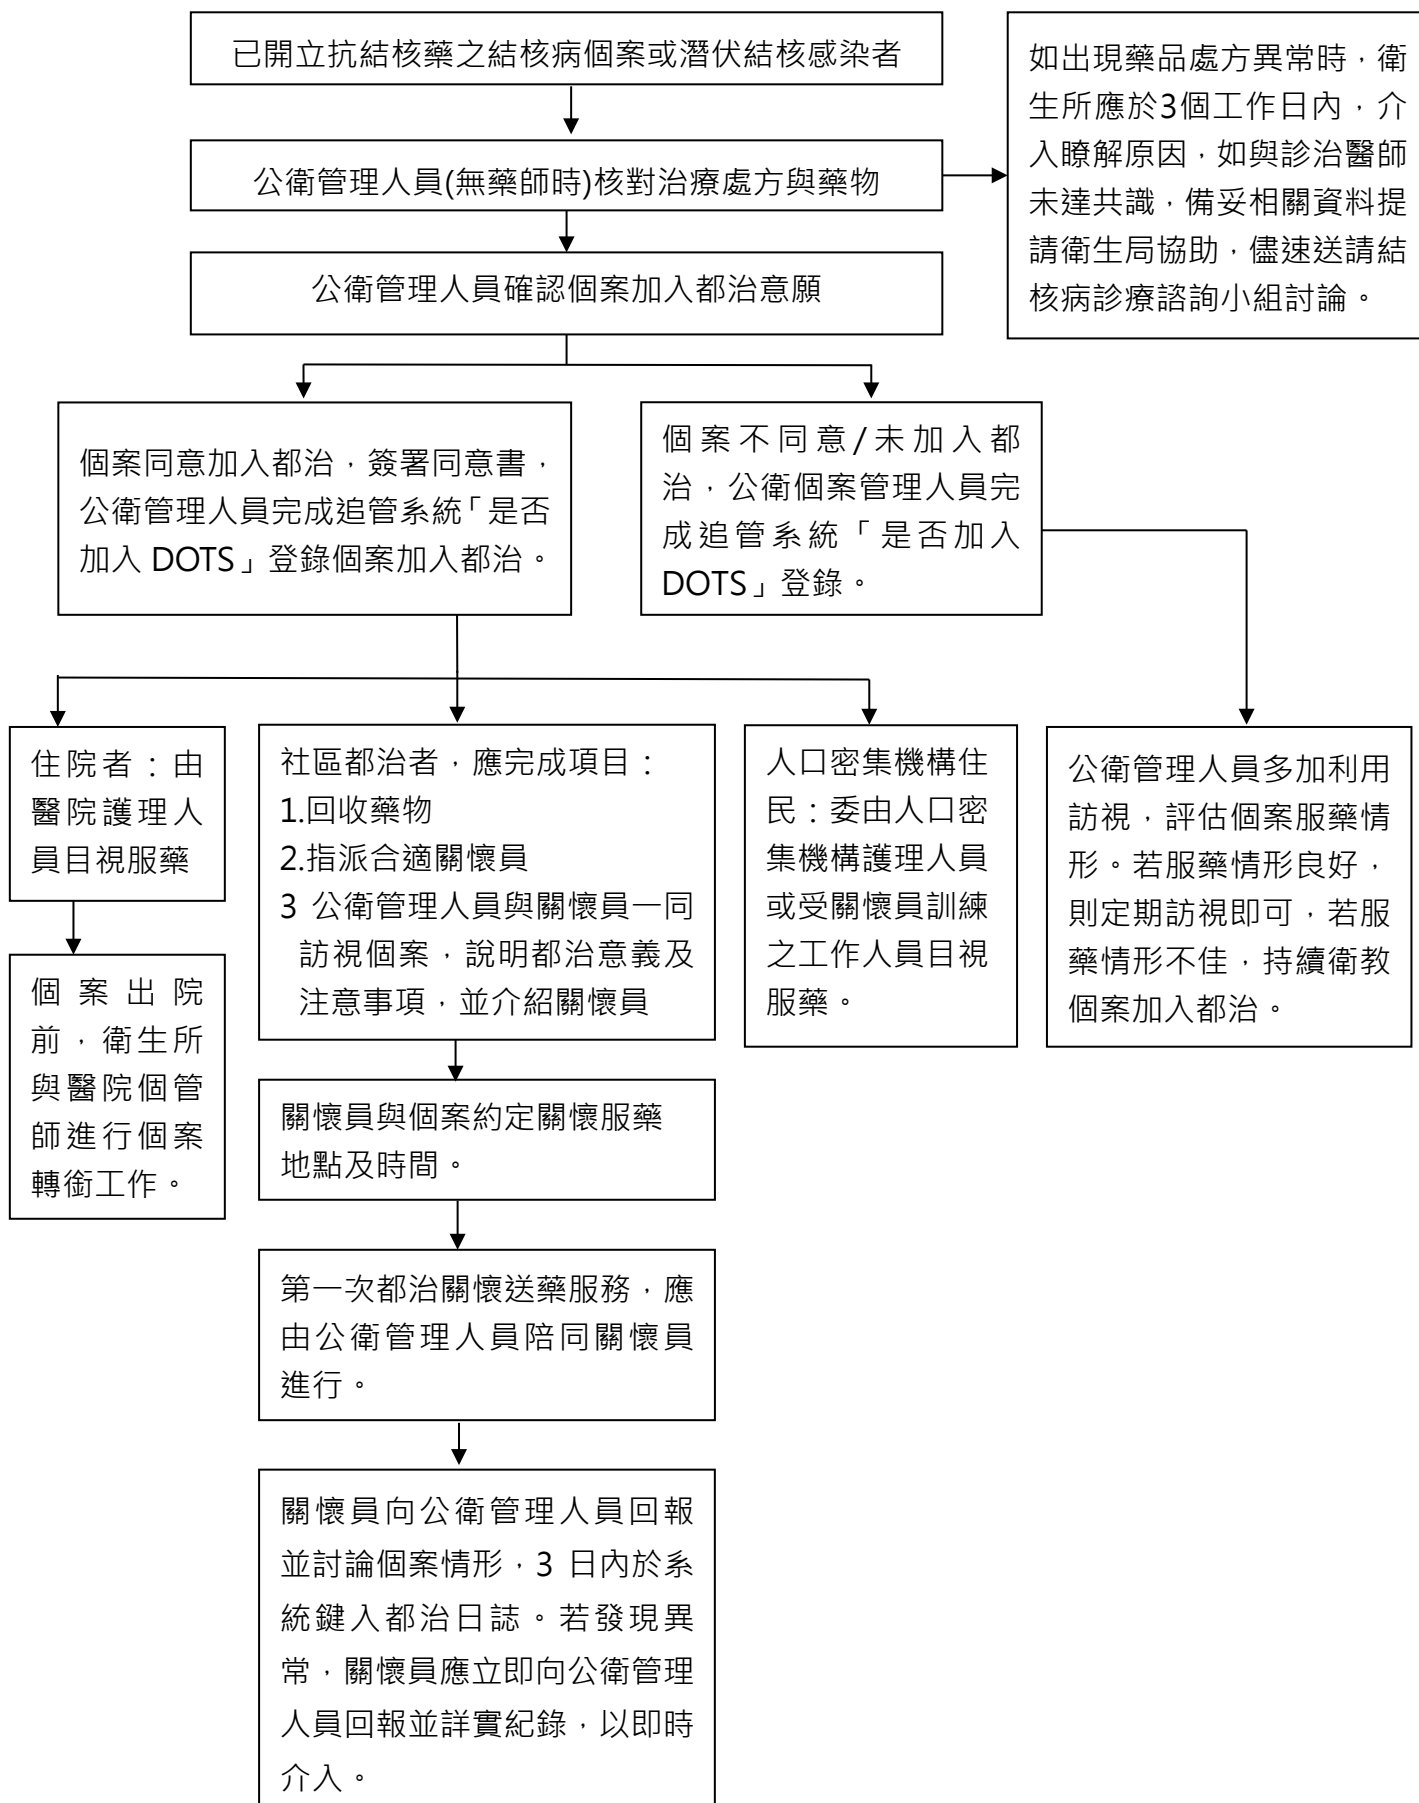 已開立抗結核藥之結核病個案或潛伏結核感染者
公衛管理人員(無藥師時)核對治療處方與藥物
如出現藥品處方異常時，衛
生所應於3個工作日內，介
入瞭解原因，如與診治醫師
未達共識，備妥相關資料提
請衛生局協助，儘速送請結
核病診療諮詢小組討論。
公衛管理人員確認個案加入都治意願
個案同意加入都治，簽署同意書，
公衛管理人員完成追管系統「是否
加入 DOTS」登錄個案加入都治。
個案不同意/未加入都
治，公衛個案管理人員完
成追管系統「是否加入
DOTS」登錄。
住院者：由
醫院護理人
員目視服藥
個案出院
前，衛生所
與醫院個管
師進行個案
轉銜工作。
社區都治者，應完成項目：
1.回收藥物
2.指派合適關懷員
3 公衛管理人員與關懷員一同
訪視個案，說明都治意義及
注意事項，並介紹關懷員
關懷員與個案約定關懷服藥
地點及時間。
第一次都治關懷送藥服務，應
由公衛管理人員陪同關懷員
進行。
關懷員向公衛管理人員回報
並討論個案情形，3 日內於系
統鍵入都治日誌。若發現異
常，關懷員應立即向公衛管理
人員回報並詳實紀錄，以即時
介入。
人口密集機構住
民：委由人口密
集機構護理人員
或受關懷員訓練
之工作人員目視
服藥。
公衛管理人員多加利用
訪視，評估個案服藥情
形。若服藥情形良好，
則定期訪視即可，若服
藥情形不佳，持續衛教
個案加入都治。